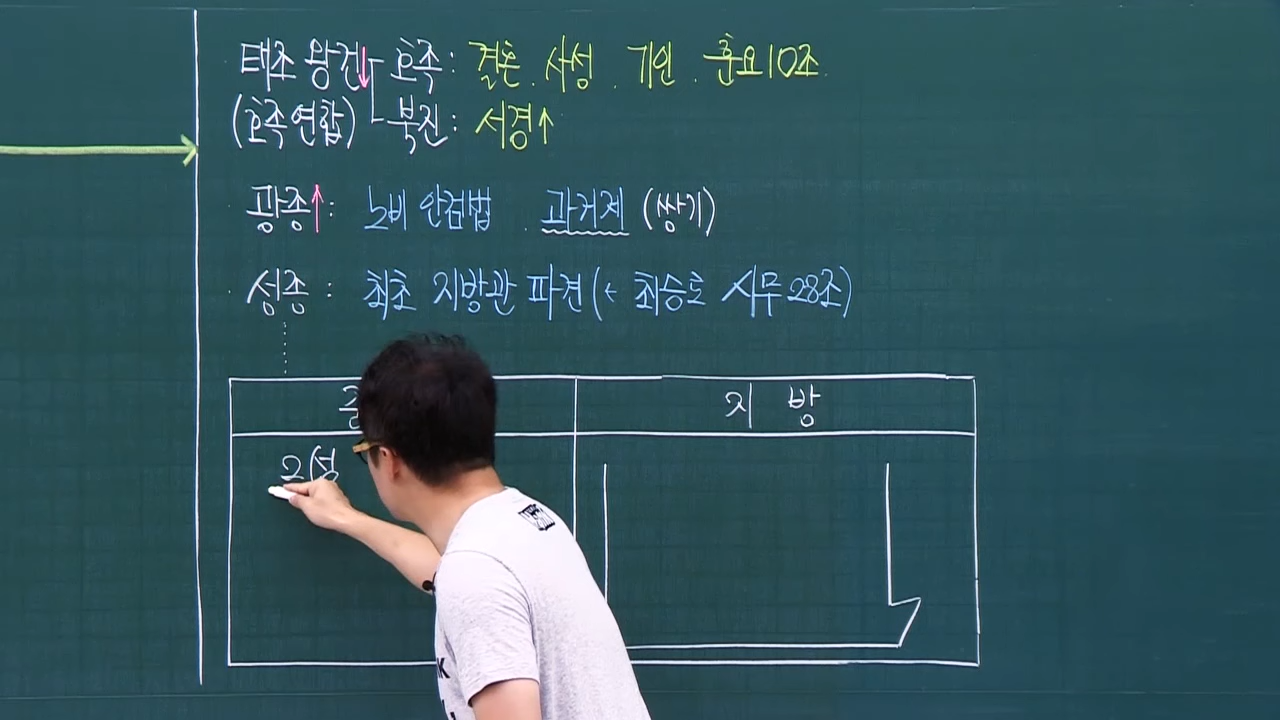 태조 왕건↓ 호족: 결혼. 사성. 기인. 훈요10조.
(호족연합) 북진: 서경↑
광종↑: 노비안검법. 과거제 (쌍기)
성종: 최초 지방관 파견 (← 최승로 시무28조)
지방
2성